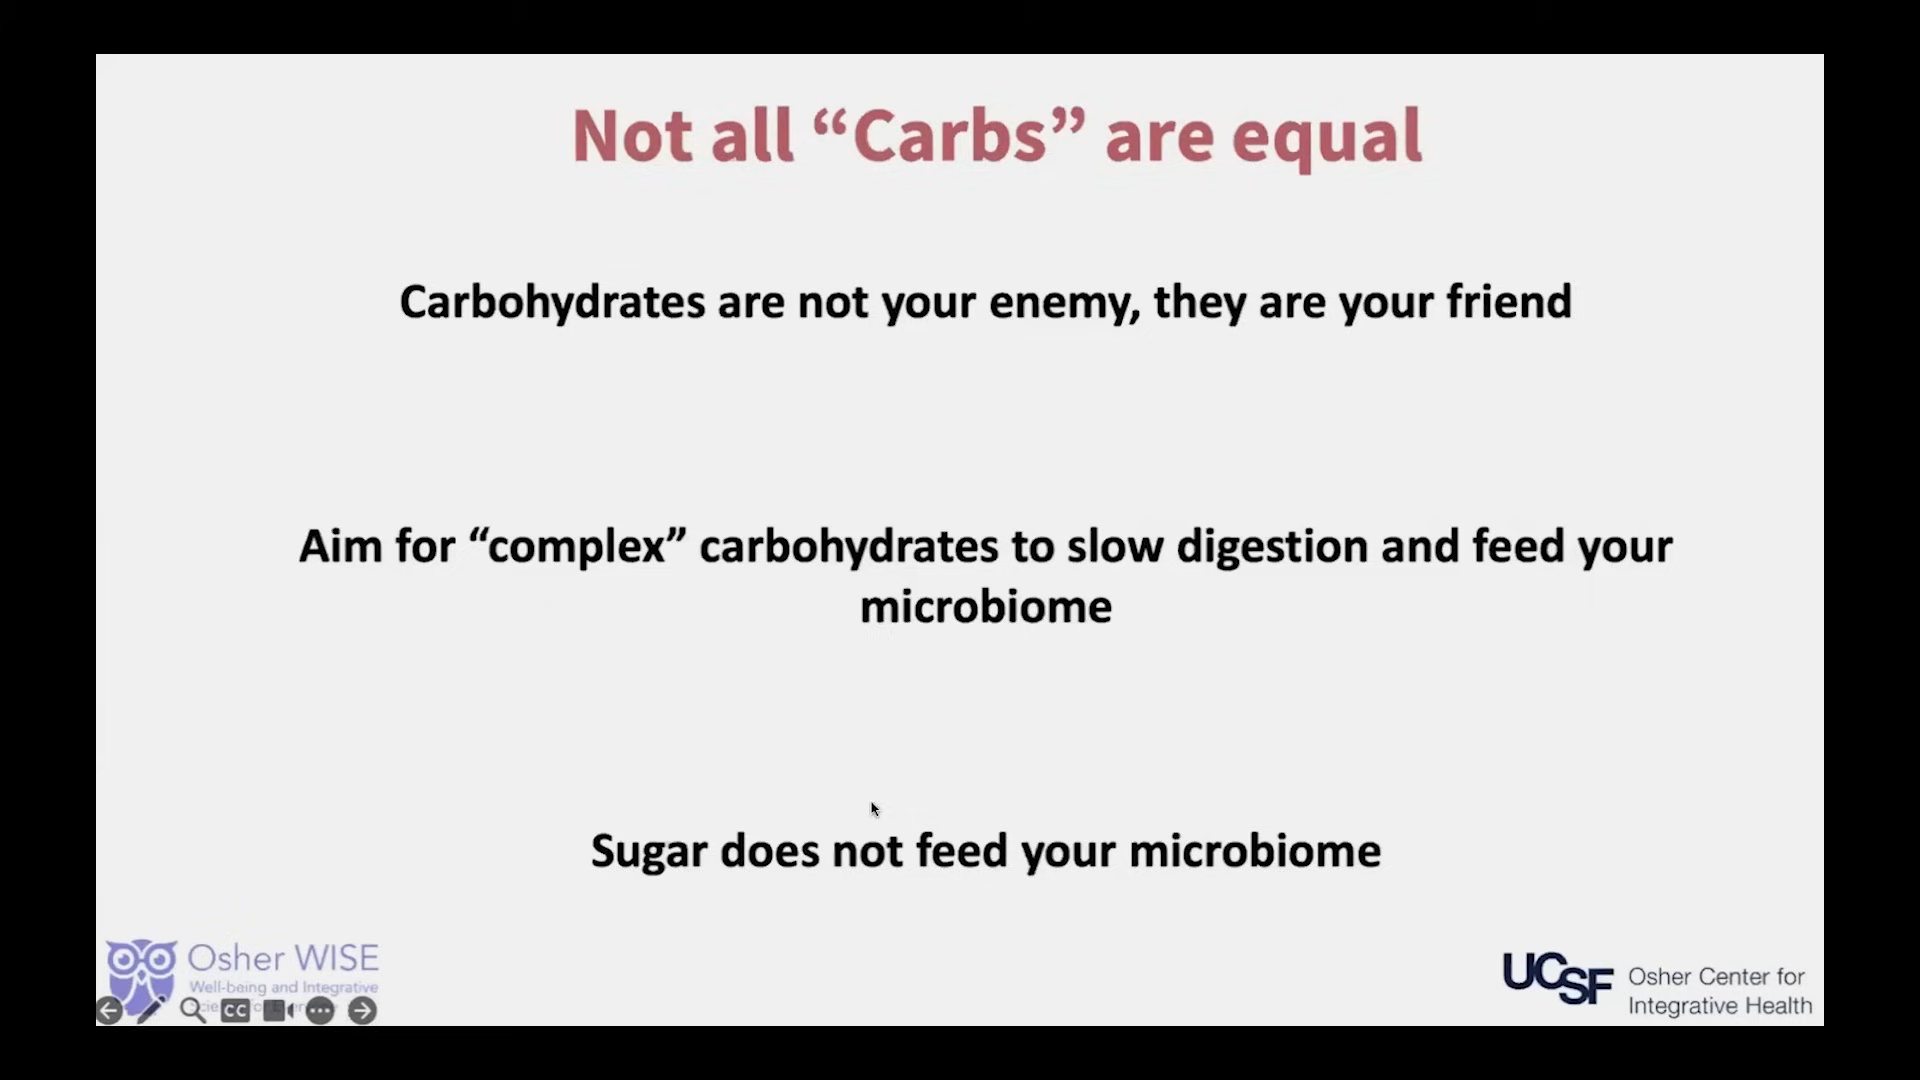 Not all “Carbs” are equal
Carbohydrates are not your enemy, they are your friend
Aim for “complex” carbohydrates to slow digestion and feed your
microbiome
Sugar does not feed your microbiome
Osher WISE
Well-being and Integrative
CC
UCSF
Osher Center for
Integrative Health